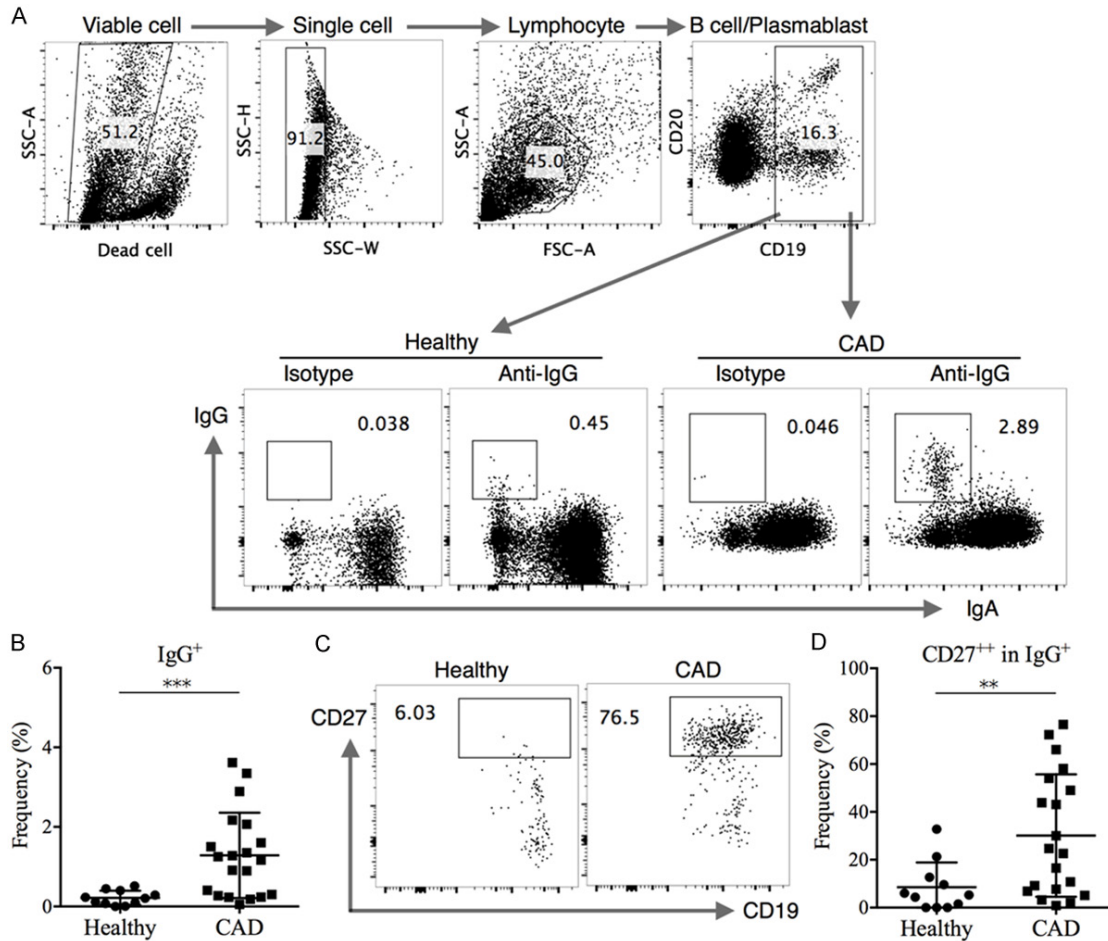 A
Viable cell
Single cell
Lymphocyte
B cell/Plasmablast
SSC-A
51.2
Dead cell
SSC-H
91.2
SSC-W
SSC-A
45.0
FSC-A
CD20
16.3
CD19
Healthy
CAD
Isotype
Anti-IgG
Isotype
Anti-IgG
IgG
0.038
0.45
0.046
2.89
IgA
B
IgG+
***
Frequency (%)
6
4
2
0
Healthy
CAD
C
Healthy
CAD
CD27
6.03
76.5
CD19
D
CD27++ in IgG+
**
Frequency (%)
100
80
60
40
20
0
Healthy
CAD